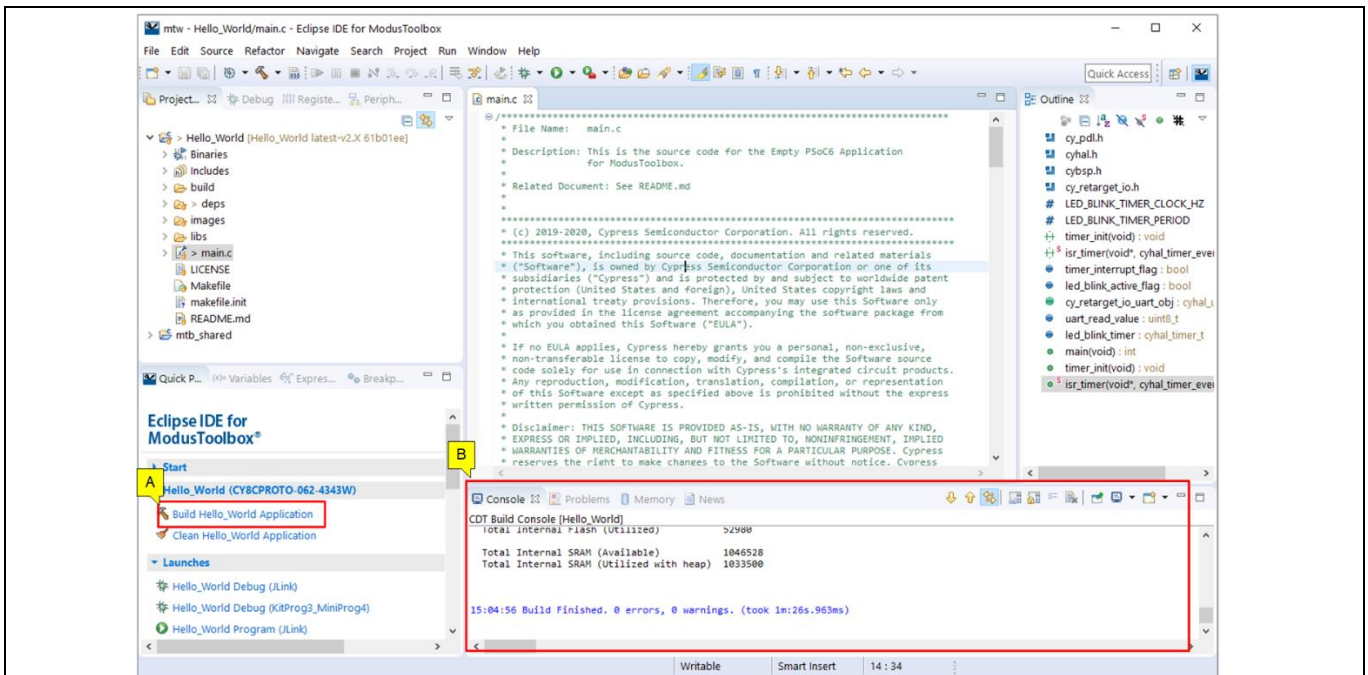 mtw - Hello_World/main.c - Eclipse IDE for ModusToolbox
File Edit Source Refactor Navigate Search Project Run Window Help
Quick Access
Project... Debug Registe... Periph...
> Hello_World [Hello_World latest-v2.X 61b01ee]
Binaries
Includes
build
> deps
images
libs
> main.c
LICENSE
Makefile
makefile.init
README.md
mtb_shared
main.c
/******************************************************************************
* File Name: main.c
*
* Description: This is the source code for the Empty PSoC6 Application
* for ModusToolbox.
*
* Related Document: See README.md
*
*
*******************************************************************************
* (c) 2019-2020, Cypress Semiconductor Corporation. All rights reserved.
*******************************************************************************
* This software, including source code, documentation and related materials
* ("Software"), is owned by Cypress Semiconductor Corporation or one of its
* subsidiaries ("Cypress") and is protected by and subject to worldwide patent
* protection (United States and foreign), United States copyright laws and
* international treaty provisions. Therefore, you may use this Software only
* as provided in the license agreement accompanying the software package from
* which you obtained this Software ("EULA").
*
* If no EULA applies, Cypress hereby grants you a personal, non-exclusive,
* non-transferable license to copy, modify, and compile the Software source
* code solely for use in connection with Cypress's integrated circuit products.
* Any reproduction, modification, translation, compilation, or representation
* of this Software except as specified above is prohibited without the express
* written permission of Cypress.
*
* Disclaimer: THIS SOFTWARE IS PROVIDED AS-IS, WITH NO WARRANTY OF ANY KIND,
* EXPRESS OR IMPLIED, INCLUDING, BUT NOT LIMITED TO, NONINFRINGEMENT, IMPLIED
* WARRANTIES OF MERCHANTABILITY AND FITNESS FOR A PARTICULAR PURPOSE. Cypress
* reserves the right to make changes to the Software without notice. Cypress
Outline
cy_pdl.h
cyhal.h
cybsp.h
cy_retarget_io.h
# LED_BLINK_TIMER_CLOCK_HZ
# LED_BLINK_TIMER_PERIOD
timer_init(void) : void
isr_timer(void*, cyhal_timer_ever
timer_interrupt_flag : bool
led_blink_active_flag : bool
cy_retarget_io_uart_obj : cyhal_u
uart_read_value : uint8_t
led_blink_timer : cyhal_timer_t
main(void) : int
timer_init(void) : void
isr_timer(void*, cyhal_timer_ever
Quick P... (x)= Variables Expres... Breakp...
Eclipse IDE for
ModusToolbox®
Start
A
Hello_World (CY8CPROTO-062-4343W)
Build Hello_World Application
Clean Hello_World Application
Launches
Hello_World Debug (JLink)
Hello_World Debug (KitProg3_MiniProg4)
Hello_World Program (JLink)
B
Console Problems Memory News
CDT Build Console [Hello_World]
Total Internal Flash (Utilized) 52980
Total Internal SRAM (Available) 1046528
Total Internal SRAM (Utilized with heap) 1033500
15:04:56 Build Finished. 0 errors, 0 warnings. (took 1m:26s.963ms)
Writable Smart Insert 14 : 34